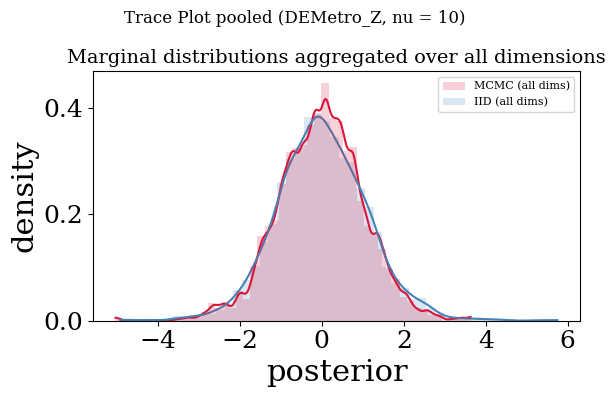 Trace Plot pooled (DEMetro_Z, nu = 10)
Marginal distributions aggregated over all dimensions
MCMC (all dims)
IID (all dims)
density
0.4
0.2
0.0
−4 −2 0 2 4 6
posterior